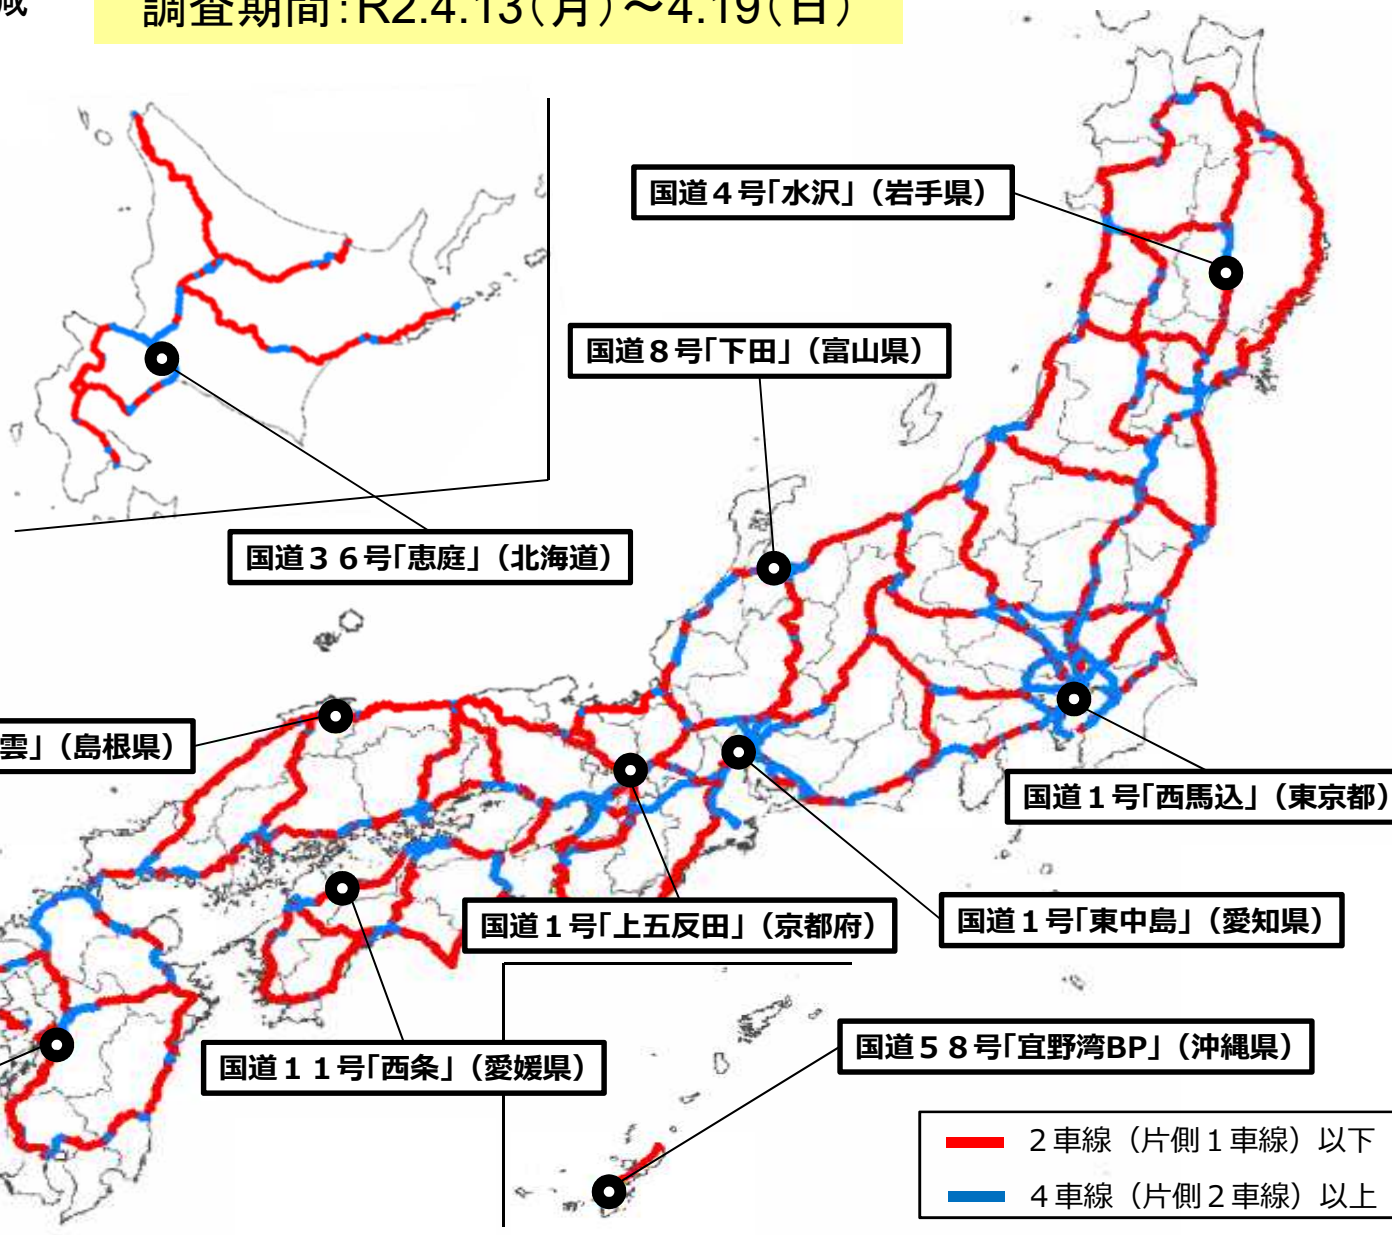 減
調査期間：R2.4.13（月）～4.19（日）
国道４号「水沢」（岩手県）
国道８号「下田」（富山県）
国道３６号「恵庭」（北海道）
雲」（島根県）
国道１号「西馬込」（東京都）
国道１号「上五反田」（京都府）
国道１号「東中島」（愛知県）
国道１１号「西条」（愛媛県）
国道５８号「宜野湾BP」（沖縄県）
２車線（片側１車線）以下
４車線（片側２車線）以上